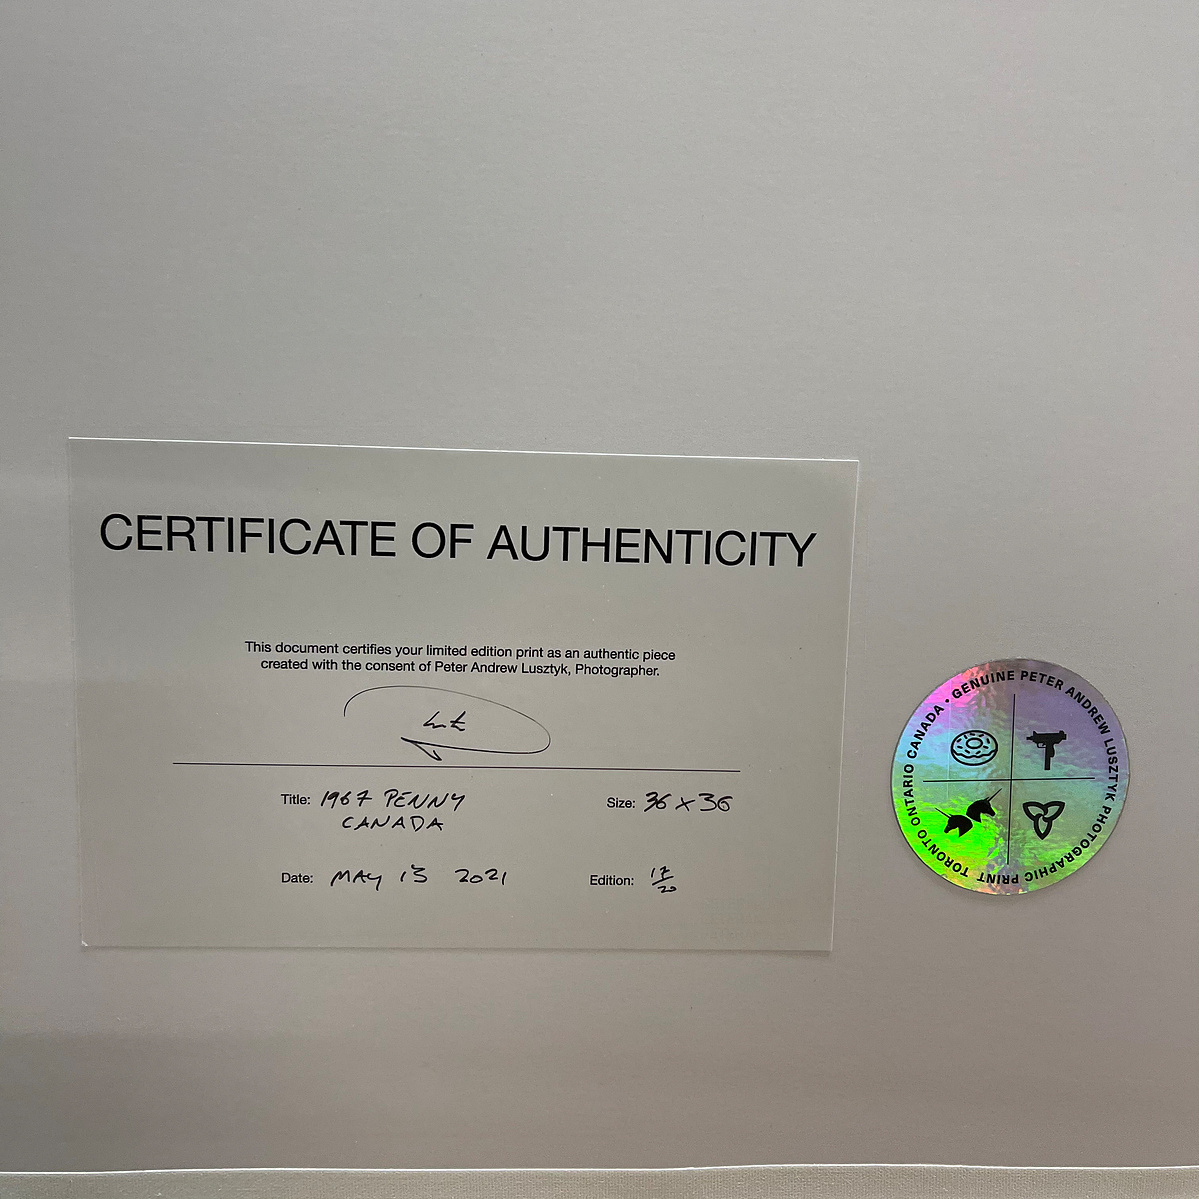 CERTIFICATE OF AUTHENTICITY
This document certifies your limited edition print as an authentic piece
created with the consent of Peter Andrew Lusztyk, Photographer.
Title: 1967 PENNY
CANADA
Size: 36 x 36
Date: MAY 13 2021
Edition: 17/20
GENUINE PETER ANDREW LUSZTYK PHOTOGRAPHIC PRINT TORONTO ONTARIO CANADA •